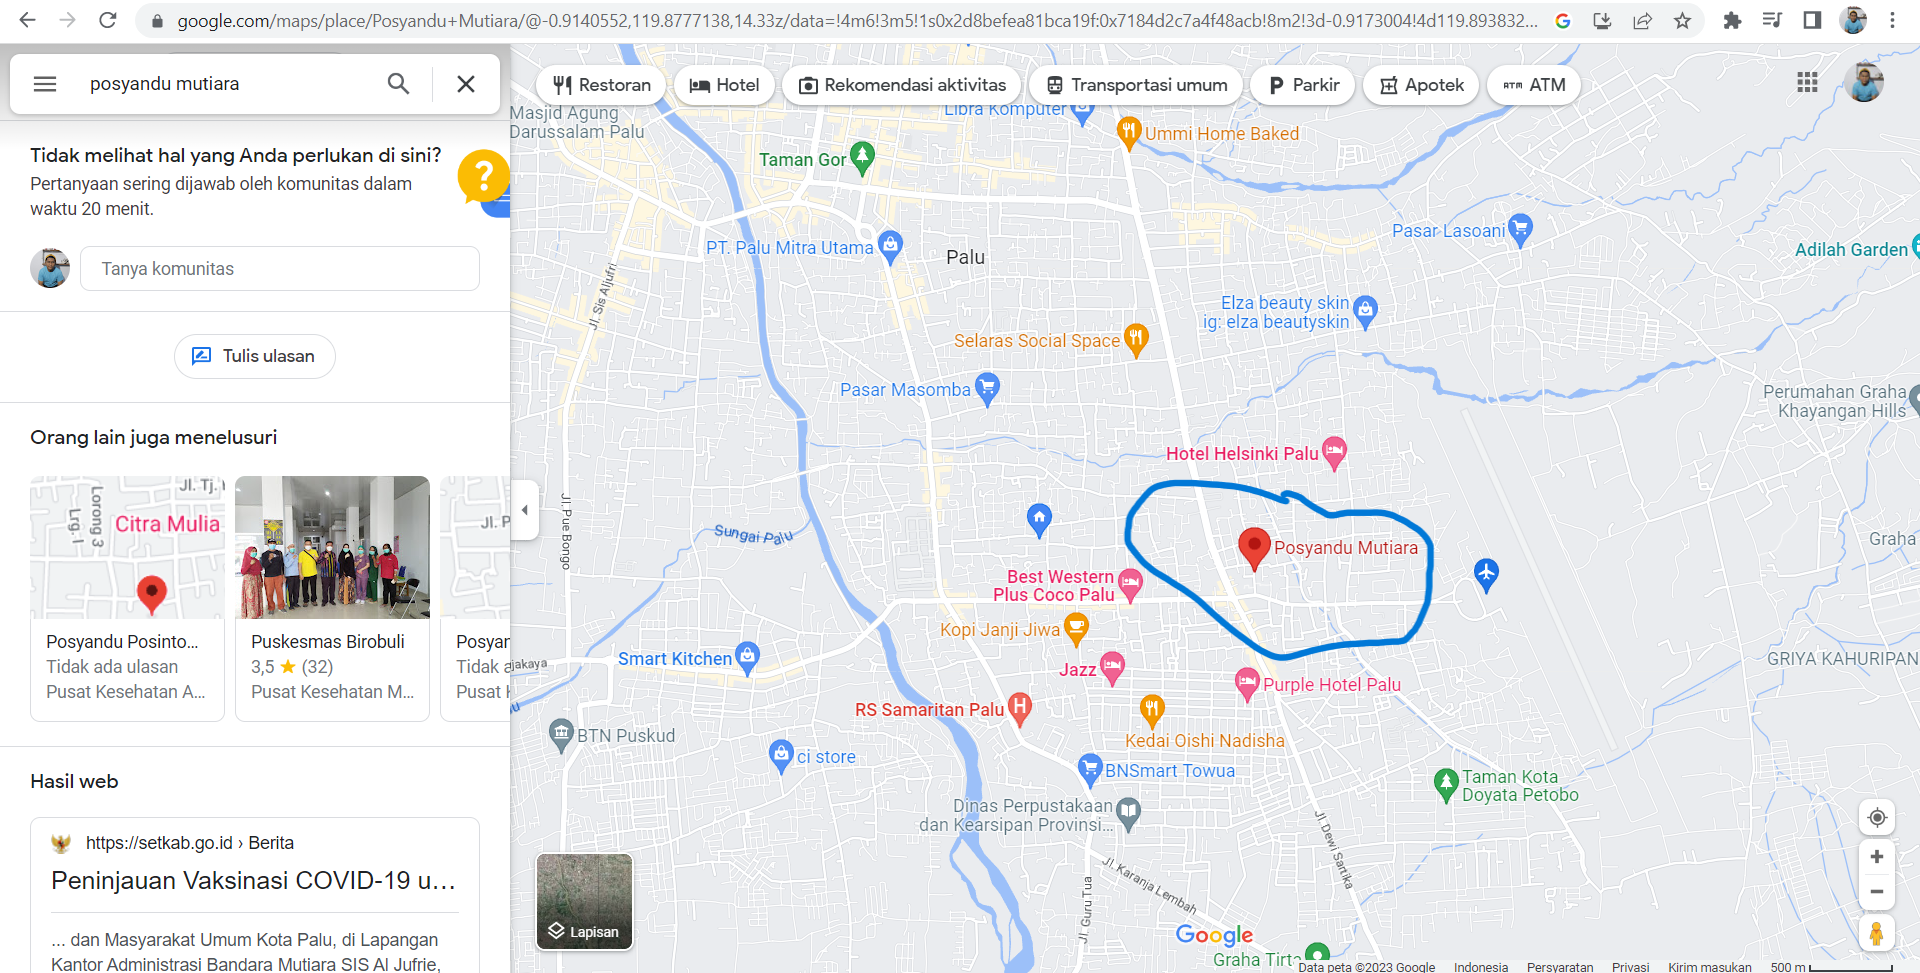 google.com/maps/place/Posyandu+Mutiara/@-0.9140552,119.8777138,14.33z/data=!4m6!3m5!1s0x2d8befea81bca19f:0x7184d2c7a4f48acb!8m2!3d-0.9173004!4d119.893832...
posyandu mutiara
Tidak melihat hal yang Anda perlukan di sini?
Pertanyaan sering dijawab oleh komunitas dalam
waktu 20 menit.
Tanya komunitas
Tulis ulasan
Orang lain juga menelusuri
Jl. Tj.
Lorong 3
Lrg. I
Citra Mulia
Jl. P
Posyandu Posinto...
Tidak ada ulasan
Pusat Kesehatan A...
Puskesmas Birobuli
3,5 (32)
Pusat Kesehatan M...
Posyar
Tidak a
Pusat K
Hasil web
https://setkab.go.id › Berita
Peninjauan Vaksinasi COVID-19 u...
... dan Masyarakat Umum Kota Palu, di Lapangan
Kantor Administrasi Bandara Mutiara SIS Al Jufrie,
Restoran
Hotel
Rekomendasi aktivitas
Transportasi umum
P Parkir
Apotek
ATM ATM
Masjid Agung
Darussalam Palu
Libra Komputer
Ummi Home Baked
Taman Gor
PT. Palu Mitra Utama
Palu
Pasar Lasoani
Adilah Garden
Jl. Sis Aljufri
Elza beauty skin
ig: elza beautyskin
Selaras Social Space
Pasar Masomba
Perumahan Graha
Khayangan Hills
Hotel Helsinki Palu
Jl. Pue Bongo
Sungai Palu
Graha
Posyandu Mutiara
Best Western
Plus Coco Palu
Kopi Janji Jiwa
Smart Kitchen
jakaya
Jazz
GRIYA KAHURIPAN
Purple Hotel Palu
RS Samaritan Palu
H
BTN Puskud
Kedai Oishi Nadisha
ci store
BNSmart Towua
Taman Kota
Doyata Petobo
Dinas Perpustakaan
dan Kearsipan Provinsi...
Jl. Dewi Sartika
Jl. Karanja Lembah
Jl. Guru Tua
Lapisan
Google
Graha Tirta
Data peta ©2023 Google
Indonesia
Persyaratan
Privasi
Kirim masukan
500 m